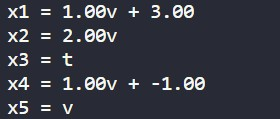 x1 = 1.00v + 3.00
x2 = 2.00v
x3 = t
x4 = 1.00v + -1.00
x5 = v